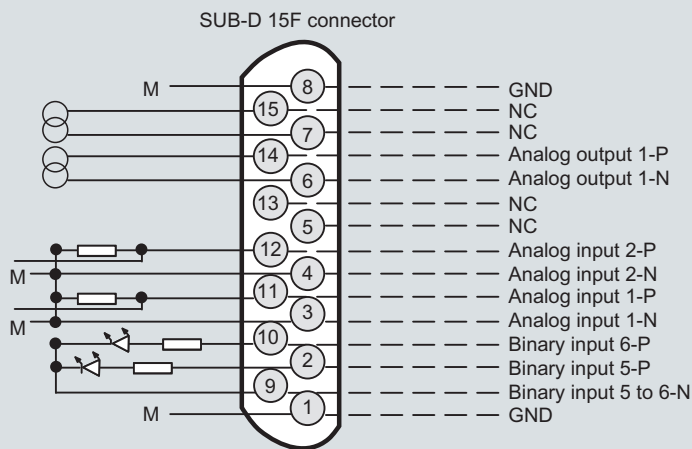 SUB-D 15F connector
M 8 GND
15 NC
7 NC
14 Analog output 1-P
6 Analog output 1-N
13 NC
5 NC
12 Analog input 2-P
M 4 Analog input 2-N
11 Analog input 1-P
M 3 Analog input 1-N
10 Binary input 6-P
2 Binary input 5-P
9 Binary input 5 to 6-N
M 1 GND